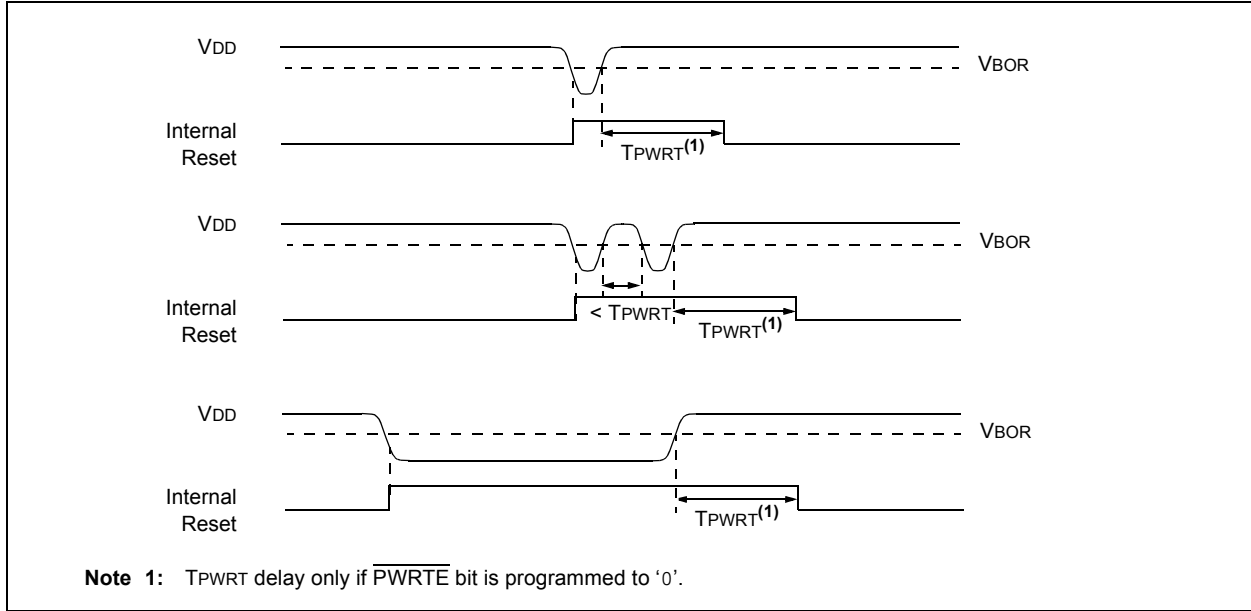 VDD
VBOR
Internal
Reset
TPWRT(1)
VDD
VBOR
Internal
Reset
< TPWRT
TPWRT(1)
VDD
VBOR
Internal
Reset
TPWRT(1)
Note 1: TPWRT delay only if PWRTE bit is programmed to ‘0’.